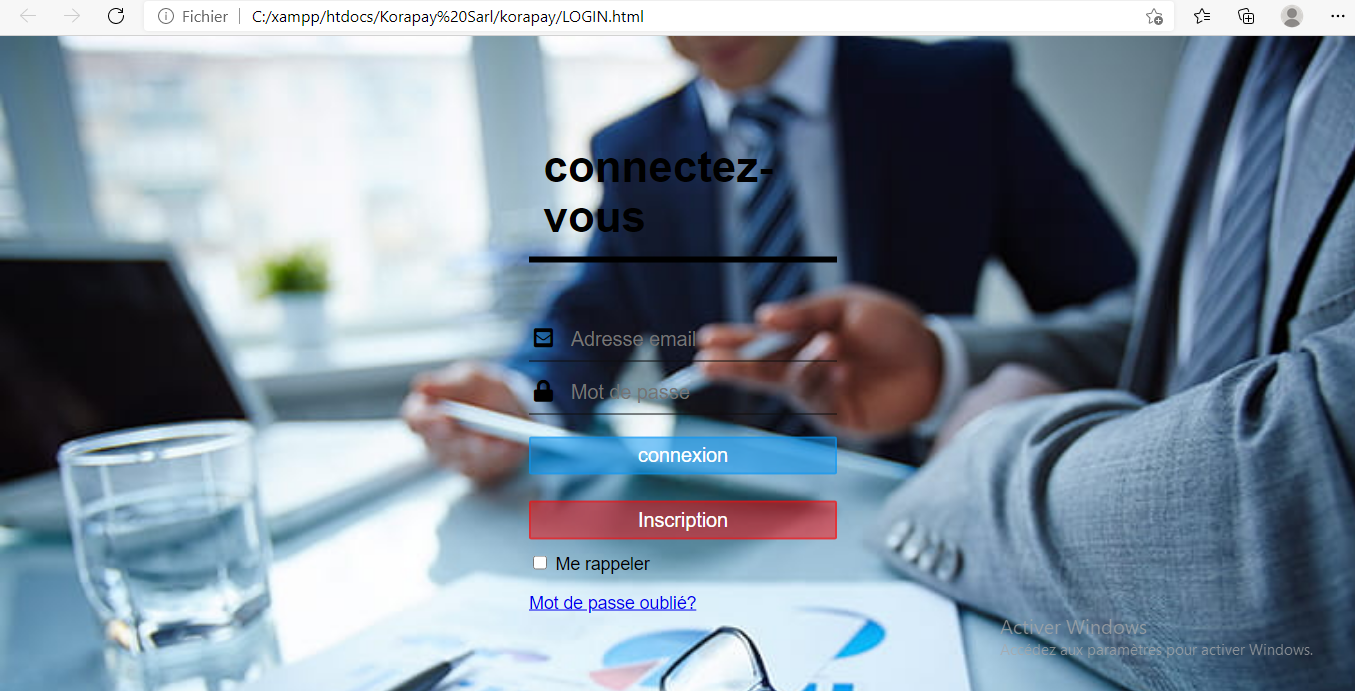 Fichier C:/xampp/htdocs/Korapay%20Sarl/korapay/LOGIN.html
connectez-
vous
Adresse email
Mot de passe
connexion
Inscription
Me rappeler
Mot de passe oublié?
Activer Windows
Accédez aux paramètres pour activer Windows.